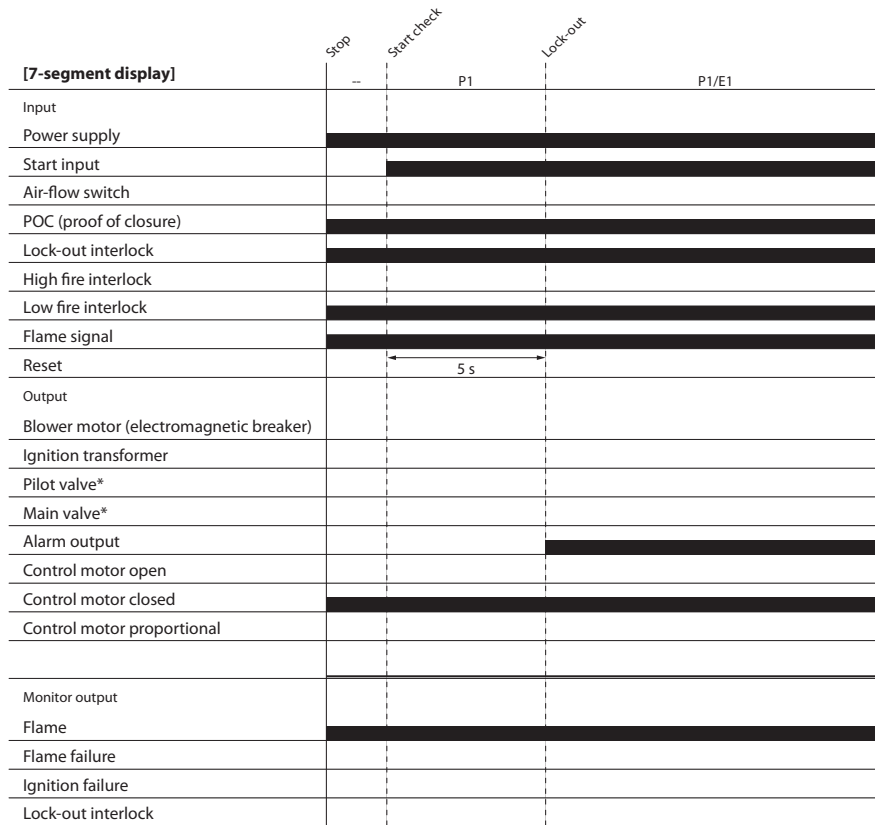 Stop
Start check
Lock-out
[7-segment display]
-- P1 P1/E1
Input
Power supply
Start input
Air-flow switch
POC (proof of closure)
Lock-out interlock
High fire interlock
Low fire interlock
Flame signal
Reset
5 s
Output
Blower motor (electromagnetic breaker)
Ignition transformer
Pilot valve*
Main valve*
Alarm output
Control motor open
Control motor closed
Control motor proportional
Monitor output
Flame
Flame failure
Ignition failure
Lock-out interlock